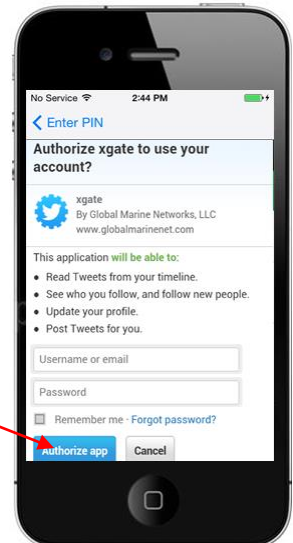 No Service 2:44 PM
Enter PIN
Authorize xgate to use your
account?
xgate
By Global Marine Networks, LLC
www.globalmarinenet.com
This application will be able to:
• Read Tweets from your timeline.
• See who you follow, and follow new people.
• Update your profile.
• Post Tweets for you.
Username or email
Password
Remember me · Forgot password?
Authorize app Cancel